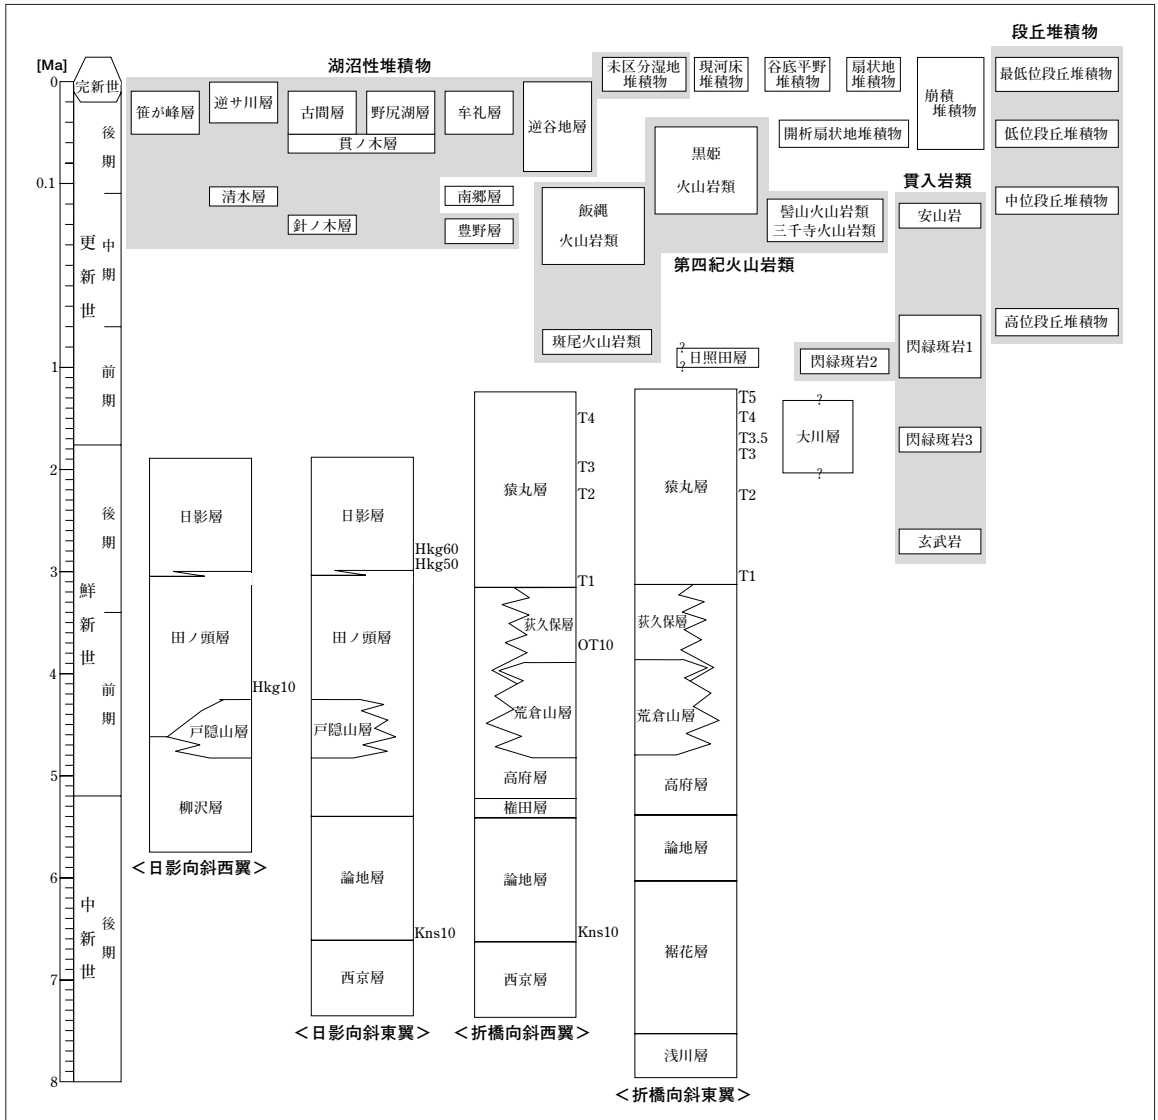 段丘堆積物
[Ma]
湖沼性堆積物
0
完新世
未区分湿地
堆積物
現河床
堆積物
谷底平野
堆積物
扇状地
堆積物
崩積
堆積物
最低位段丘堆積物
笹が峰層
逆サ川層
古間層
野尻湖層
牟礼層
逆谷地層
貫ノ木層
開析扇状地堆積物
低位段丘堆積物
後期
黒姫
火山岩類
0.1
貫入岩類
清水層
南郷層
飯縄
火山岩類
髻山火山岩類
三千寺火山岩類
安山岩
中位段丘堆積物
針ノ木層
豊野層
更新世
中期
第四紀火山岩類
斑尾火山岩類
?
日照田層
?
閃緑斑岩2
閃緑斑岩1
高位段丘堆積物
1
前期
T4
T3
T2
T1
猿丸層
T5
T4
T3.5
T3
T2
T1
猿丸層
?
大川層
?
閃緑斑岩3
玄武岩
2
後期
日影層
日影層
Hkg60
Hkg50
3
鮮新世
荻久保層
荻久保層
田ノ頭層
田ノ頭層
OT10
4
前期
Hkg10
戸隠山層
戸隠山層
荒倉山層
荒倉山層
5
高府層
高府層
柳沢層
権田層
<日影向斜西翼>
論地層
論地層
論地層
6
中新世
後期
Kns10
Kns10
裾花層
7
西京層
西京層
<日影向斜東翼>
<折橋向斜西翼>
浅川層
8
<折橋向斜東翼>